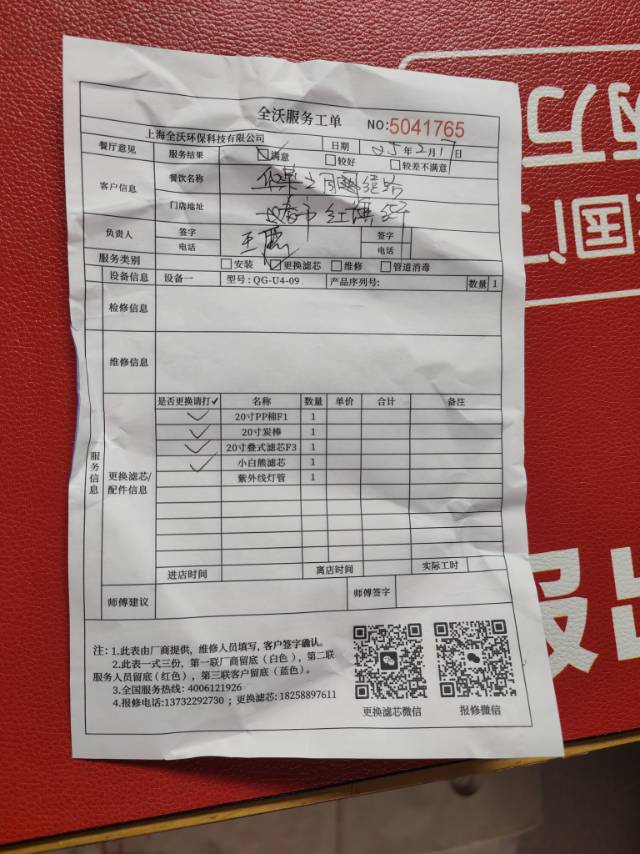 全沃服务工单 NO:5041765
上海全沃环保科技有限公司 日期 25年2月17日
餐厅意见 服务结果 ☑满意 □较好 □较差不满意
客户信息 餐饮名称
门店地址 红旗
负责人 签字 王 签字
电话 电话
服务类别 □安装 ☑更换滤芯 □维修 □管道消毒
设备信息 设备一 型号:QG-U4-09 产品序列号: 数量 1
检修信息
维修信息
服务信息
更换滤芯/配件信息
是否更换请打✓ 名称 数量 单价 合计 备注
✓ 20寸PP棉F1 1
✓ 20寸炭棒 1
✓ 20寸叠式滤芯F3 1
✓ 小白熊滤芯 1
紫外线灯管 1
进店时间 离店时间 实际工时
师傅建议 师傅签字
注:1.此表由厂商提供,维修人员填写,客户签字确认。
2.此表一式三份,第一联厂商留底(白色),第二联
服务人员留底(红色),第三联客户留底(蓝色)。
3.全国服务热线:4006121926
4.报修电话:13732292730;更换滤芯:18258897611
更换滤芯微信 报修微信